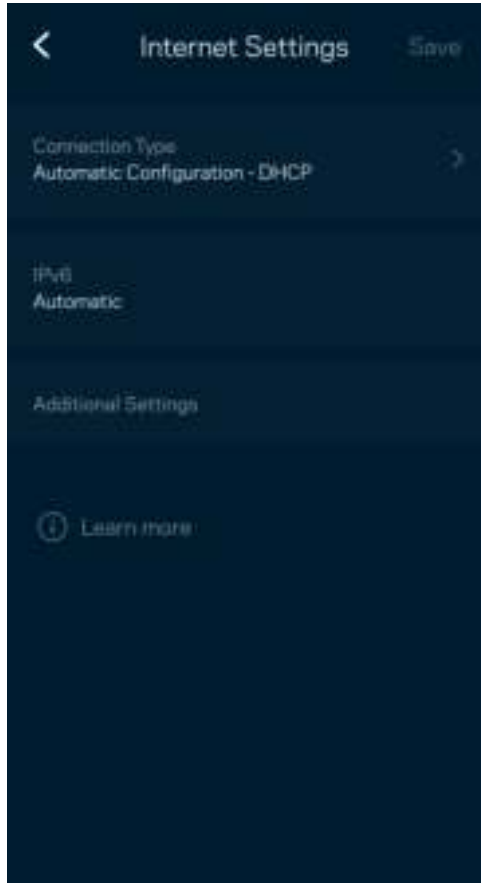 Internet Settings
Save
Connection Type
Automatic Configuration - DHCP
IPv6
Automatic
Additional Settings
Learn more